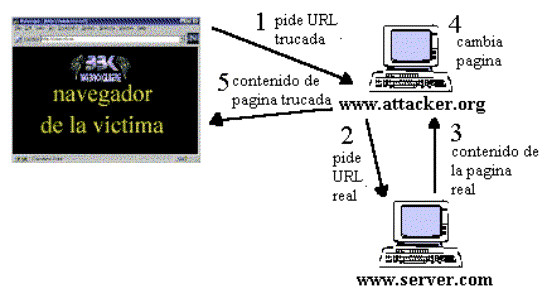 1 pide URL
trucada
4
cambia
pagina
5 contenido de
pagina trucada
navegador
de la victima
www.attacker.org
2
pide
URL
real
3
contenido de
la pagina
real
www.server.com